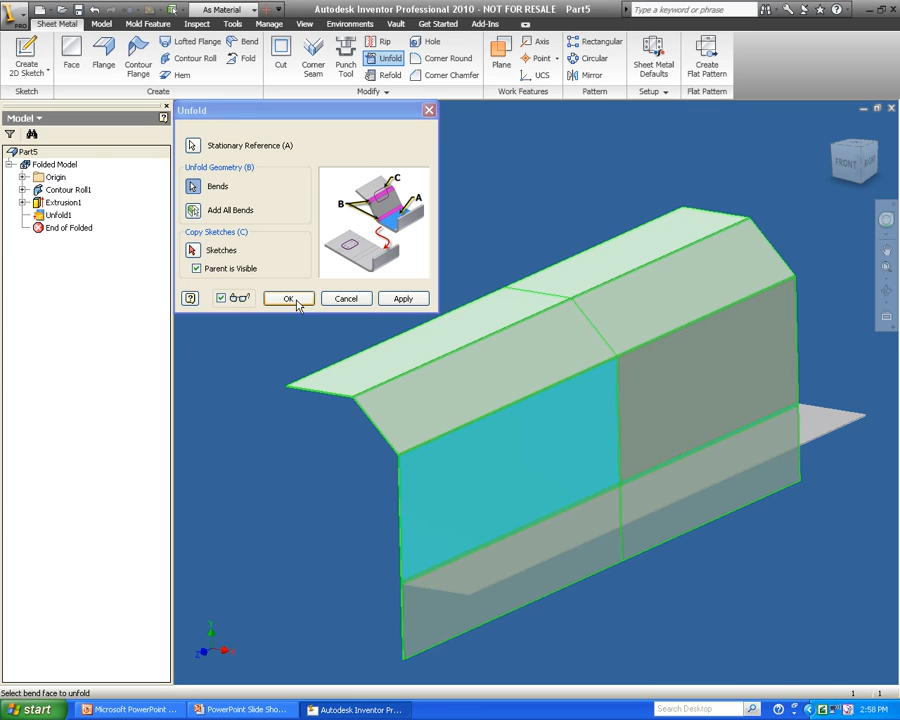 PRO
As Material
Autodesk Inventor Professional 2010 - NOT FOR RESALE Part5
Type a keyword or phrase
Sheet Metal Model Mold Feature Inspect Tools Manage Environments Vault Get Started Add-Ins
Create 2D Sketch
Face
Flange
Contour Flange
Lofted Flange
Contour Roll
Hem
Bend
Fold
Cut
Corner Seam
Punch Tool
Rip
Unfold
Refold
Hole
Corner Round
Corner Chamfer
Plane
Axis
Point
UCS
Rectangular
Circular
Mirror
Sheet Metal Defaults
Create Flat Pattern
Sketch Create Modify Work Features Pattern Setup Flat Pattern
Model
Part5
Folded Model
Origin
Contour Roll1
Extrusion1
Unfold1
End of Folded
Unfold
Stationary Reference (A)
Unfold Geometry (B)
Bends
Add All Bends
Copy Sketches (C)
Sketches
Parent is Visible
C
B
A
OK Cancel Apply
FRONT RIGHT
Y
Z X
Select bend face to unfold
1 1
start
Microsoft PowerPoint ...
PowerPoint Slide Sho...
Autodesk Inventor Pr...
Search Desktop
2:58 PM